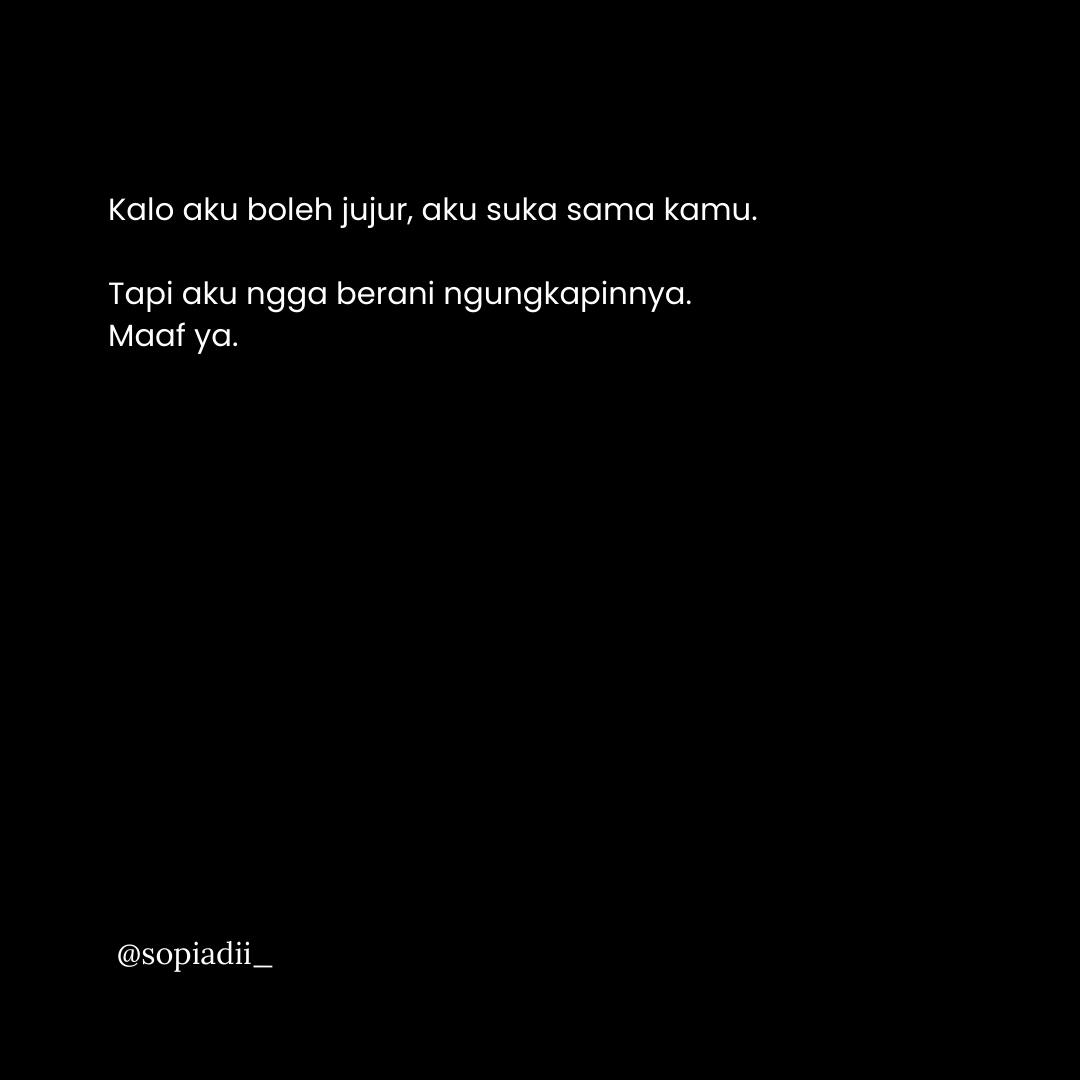 Kalo aku boleh jujur, aku suka sama kamu.
Tapi aku ngga berani ngungkapinnya.
Maaf ya.
@sopiadii_